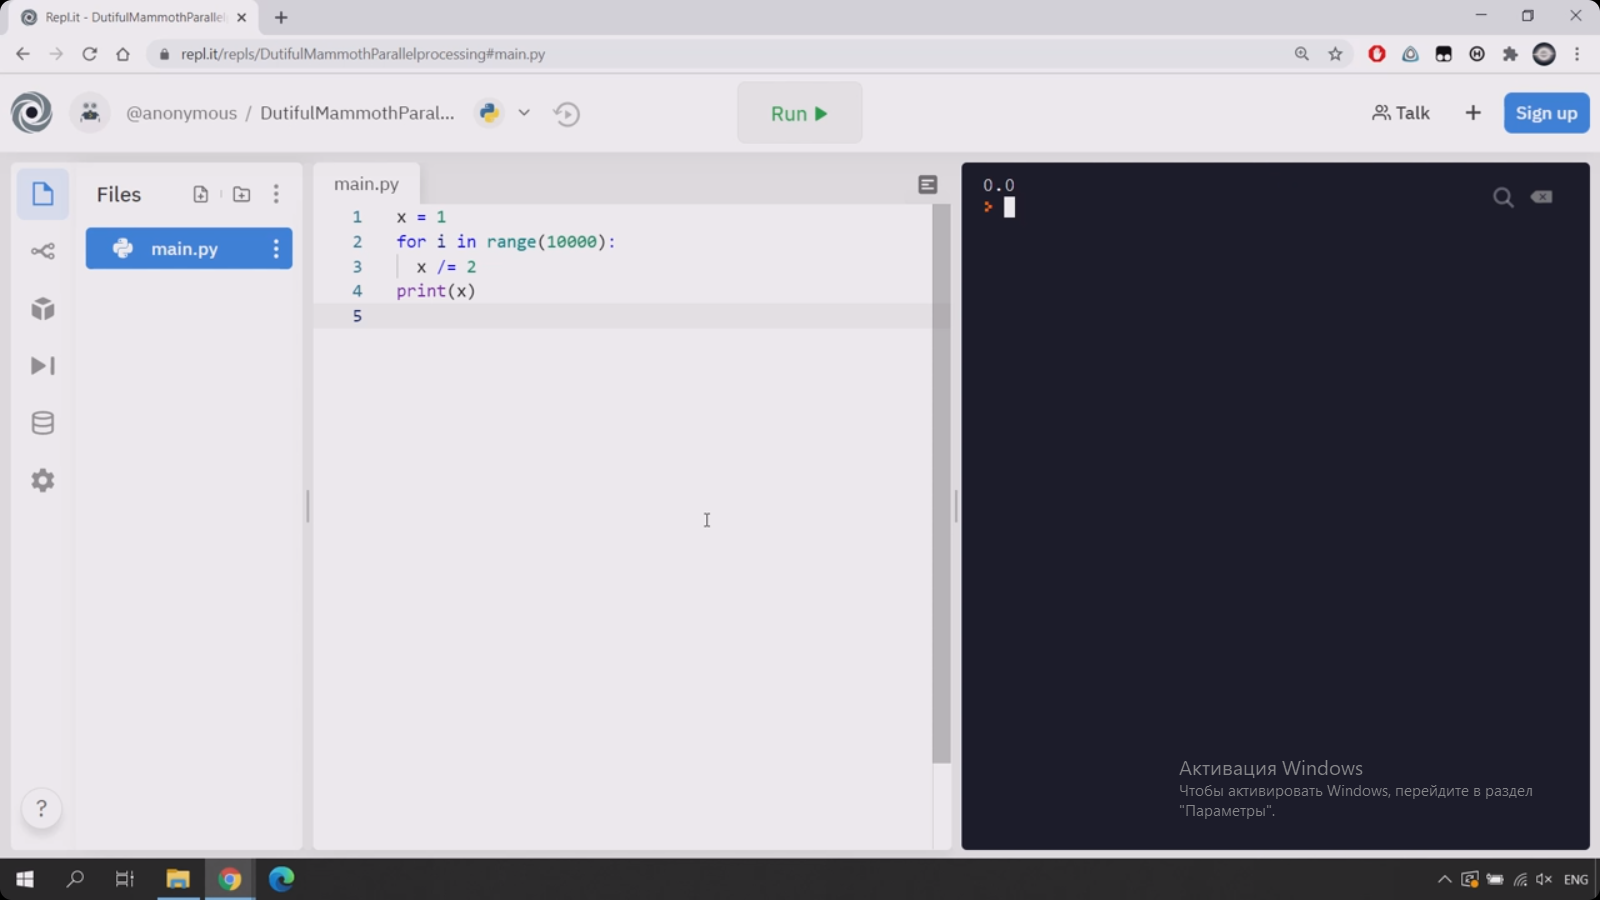 Repl.it - DutifulMammothParallel
repl.it/repls/DutifulMammothParallelprocessing#main.py
@anonymous / DutifulMammothParal...
Run
Talk
Sign up
Files
main.py
main.py
1 x = 1
2 for i in range(10000):
3 x /= 2
4 print(x)
5
0.0
>
Активация Windows
Чтобы активировать Windows, перейдите в раздел
"Параметры".
?
ENG